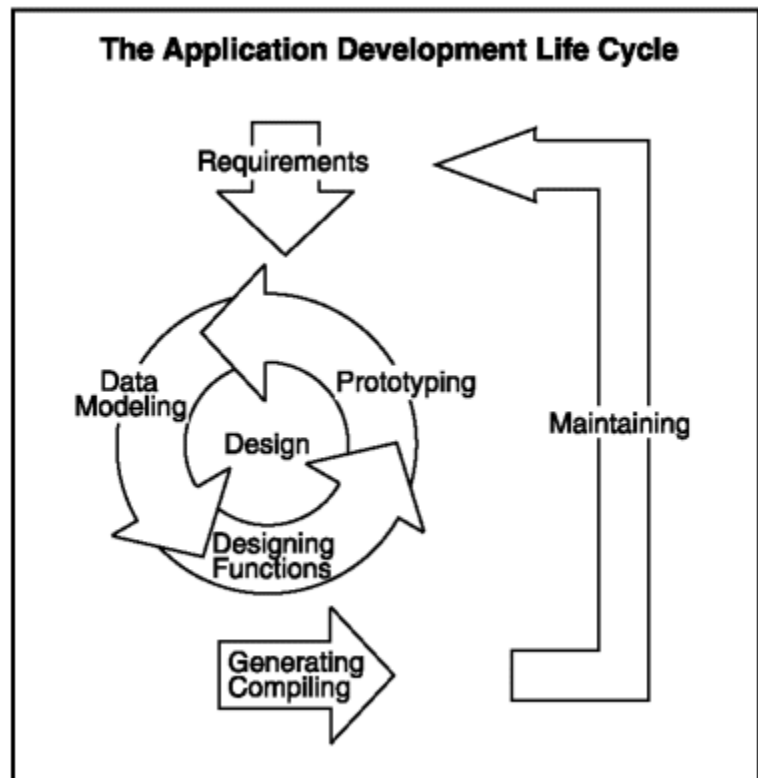 The Application Development Life Cycle
Requirements
Data
Modeling
Prototyping
Design
Maintaining
Designing
Functions
Generating
Compiling